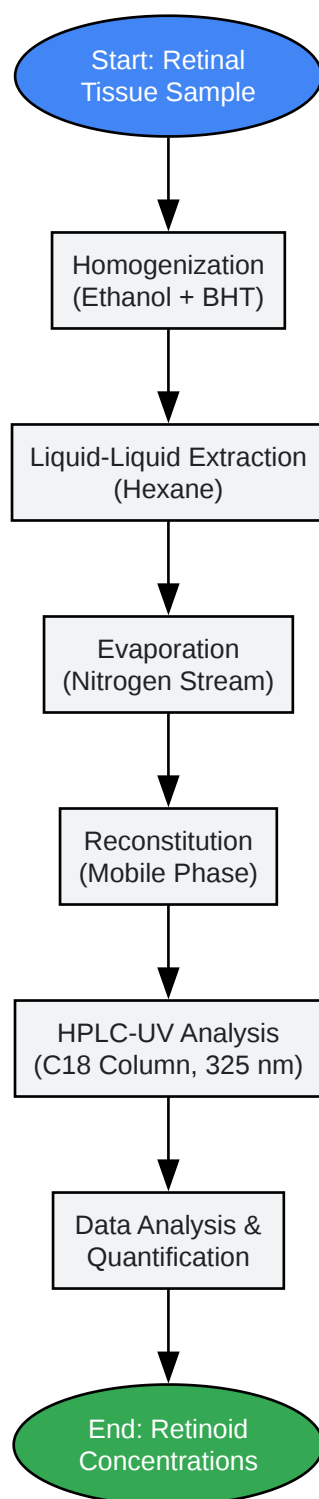 Start: Retinal
Tissue Sample
Homogenization
(Ethanol + BHT)
Liquid-Liquid Extraction
(Hexane)
Evaporation
(Nitrogen Stream)
Reconstitution
(Mobile Phase)
HPLC-UV Analysis
(C18 Column, 325 nm)
Data Analysis &
Quantification
End: Retinoid
Concentrations